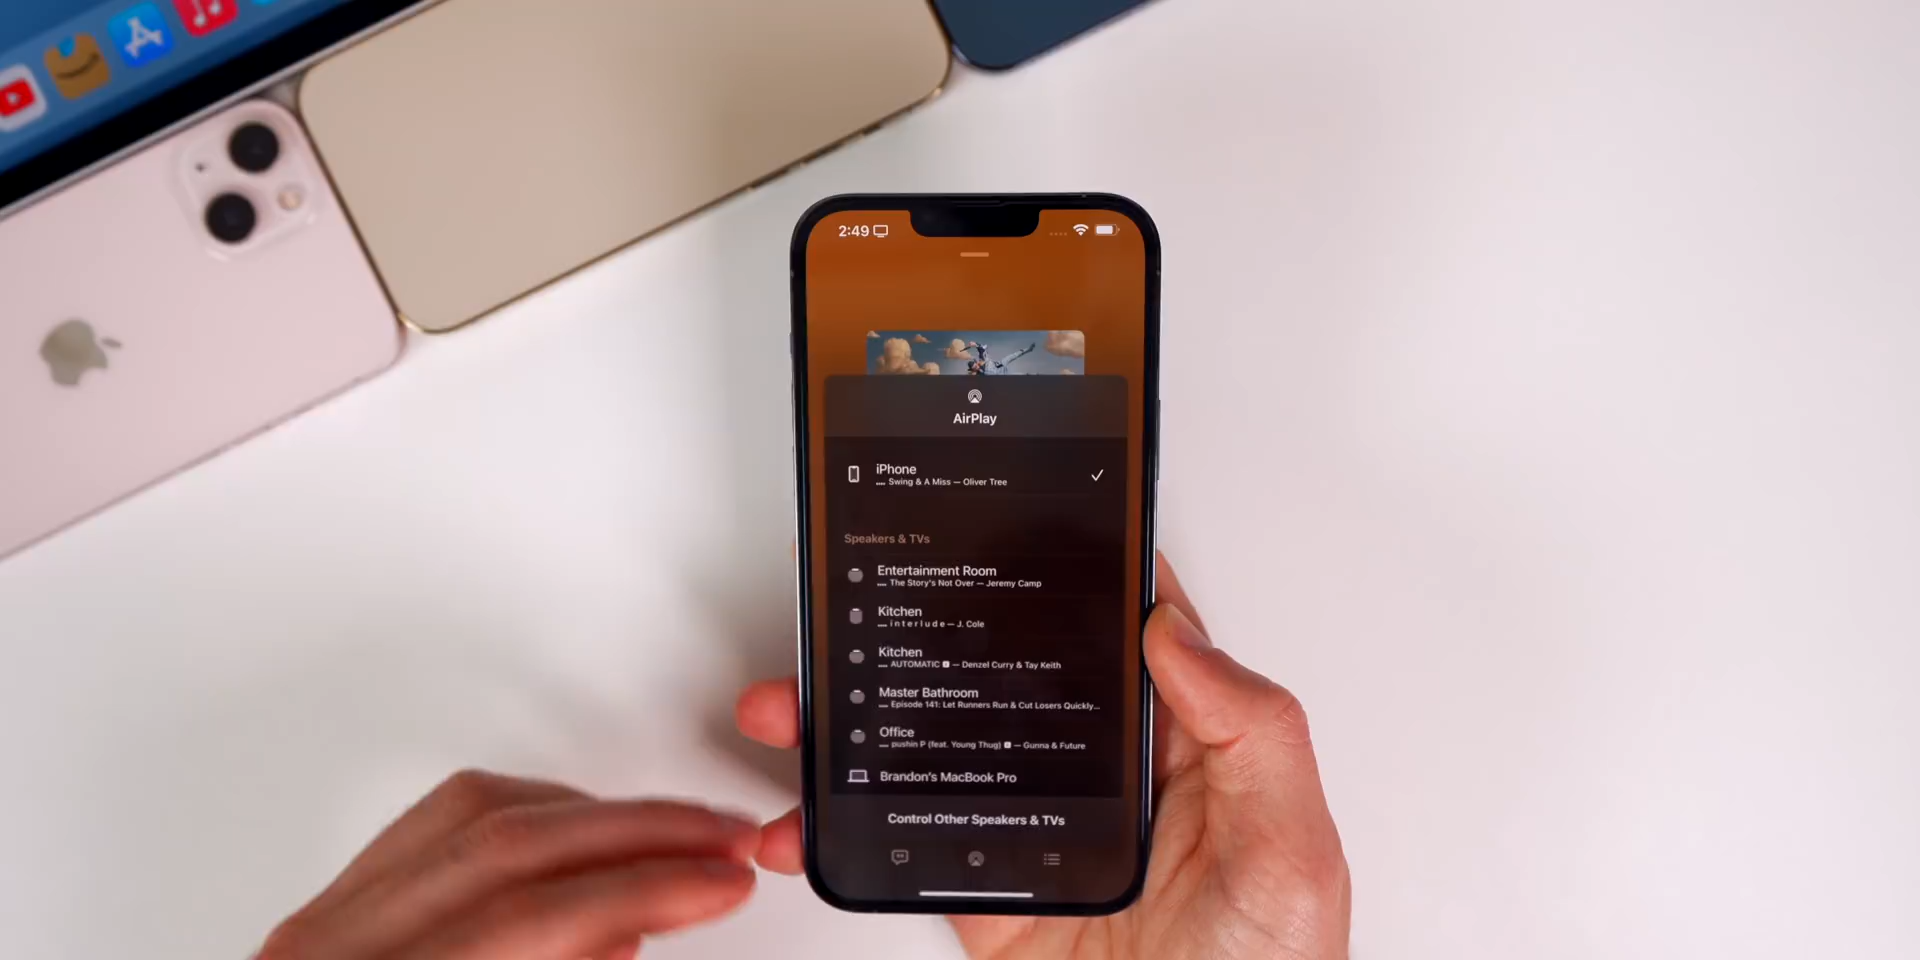 2:49
AirPlay
iPhone
Swing & A Miss — Oliver Tree
Speakers & TVs
Entertainment Room
The Story's Not Over — Jeremy Camp
Kitchen
i n t e r l u d e — J. Cole
Kitchen
AUTOMATIC 🅴 — Denzel Curry & Tay Keith
Master Bathroom
Episode 141: Let Runners Run & Cut Losers Quickly...
Office
pushin P (feat. Young Thug) 🅴 — Gunna & Future
Brandon's MacBook Pro
Control Other Speakers & TVs